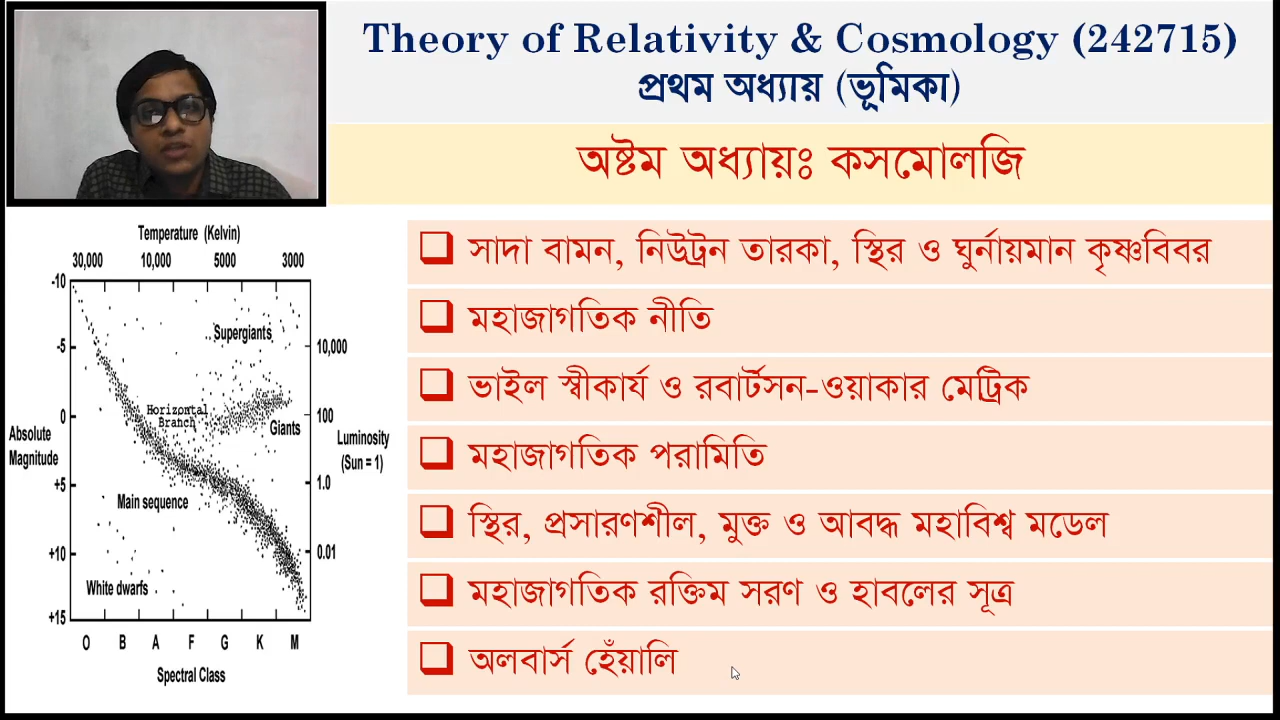 Theory of Relativity & Cosmology (242715)
প্রথম অধ্যায় (ভূমিকা)
অষ্টম অধ্যায়ঃ কসমোলজি
Temperature (Kelvin)
30,000 10,000 5000 3000
-10
-5
0
+5
+10
+15
Absolute
Magnitude
Supergiants
Horizontal
Branch
Giants
Main sequence
White dwarfs
10,000
100
1.0
0.01
Luminosity
(Sun = 1)
O B A F G K M
Spectral Class
❑ সাদা বামন, নিউট্রন তারকা, স্থির ও ঘুর্নায়মান কৃষ্ণবিবর
❑ মহাজাগতিক নীতি
❑ ভাইল স্বীকার্য ও রবার্টসন-ওয়াকার মেট্রিক
❑ মহাজাগতিক পরামিতি
❑ স্থির, প্রসারণশীল, মুক্ত ও আবদ্ধ মহাবিশ্ব মডেল
❑ মহাজাগতিক রক্তিম সরণ ও হাবলের সূত্র
❑ অলবার্স হেঁয়ালি